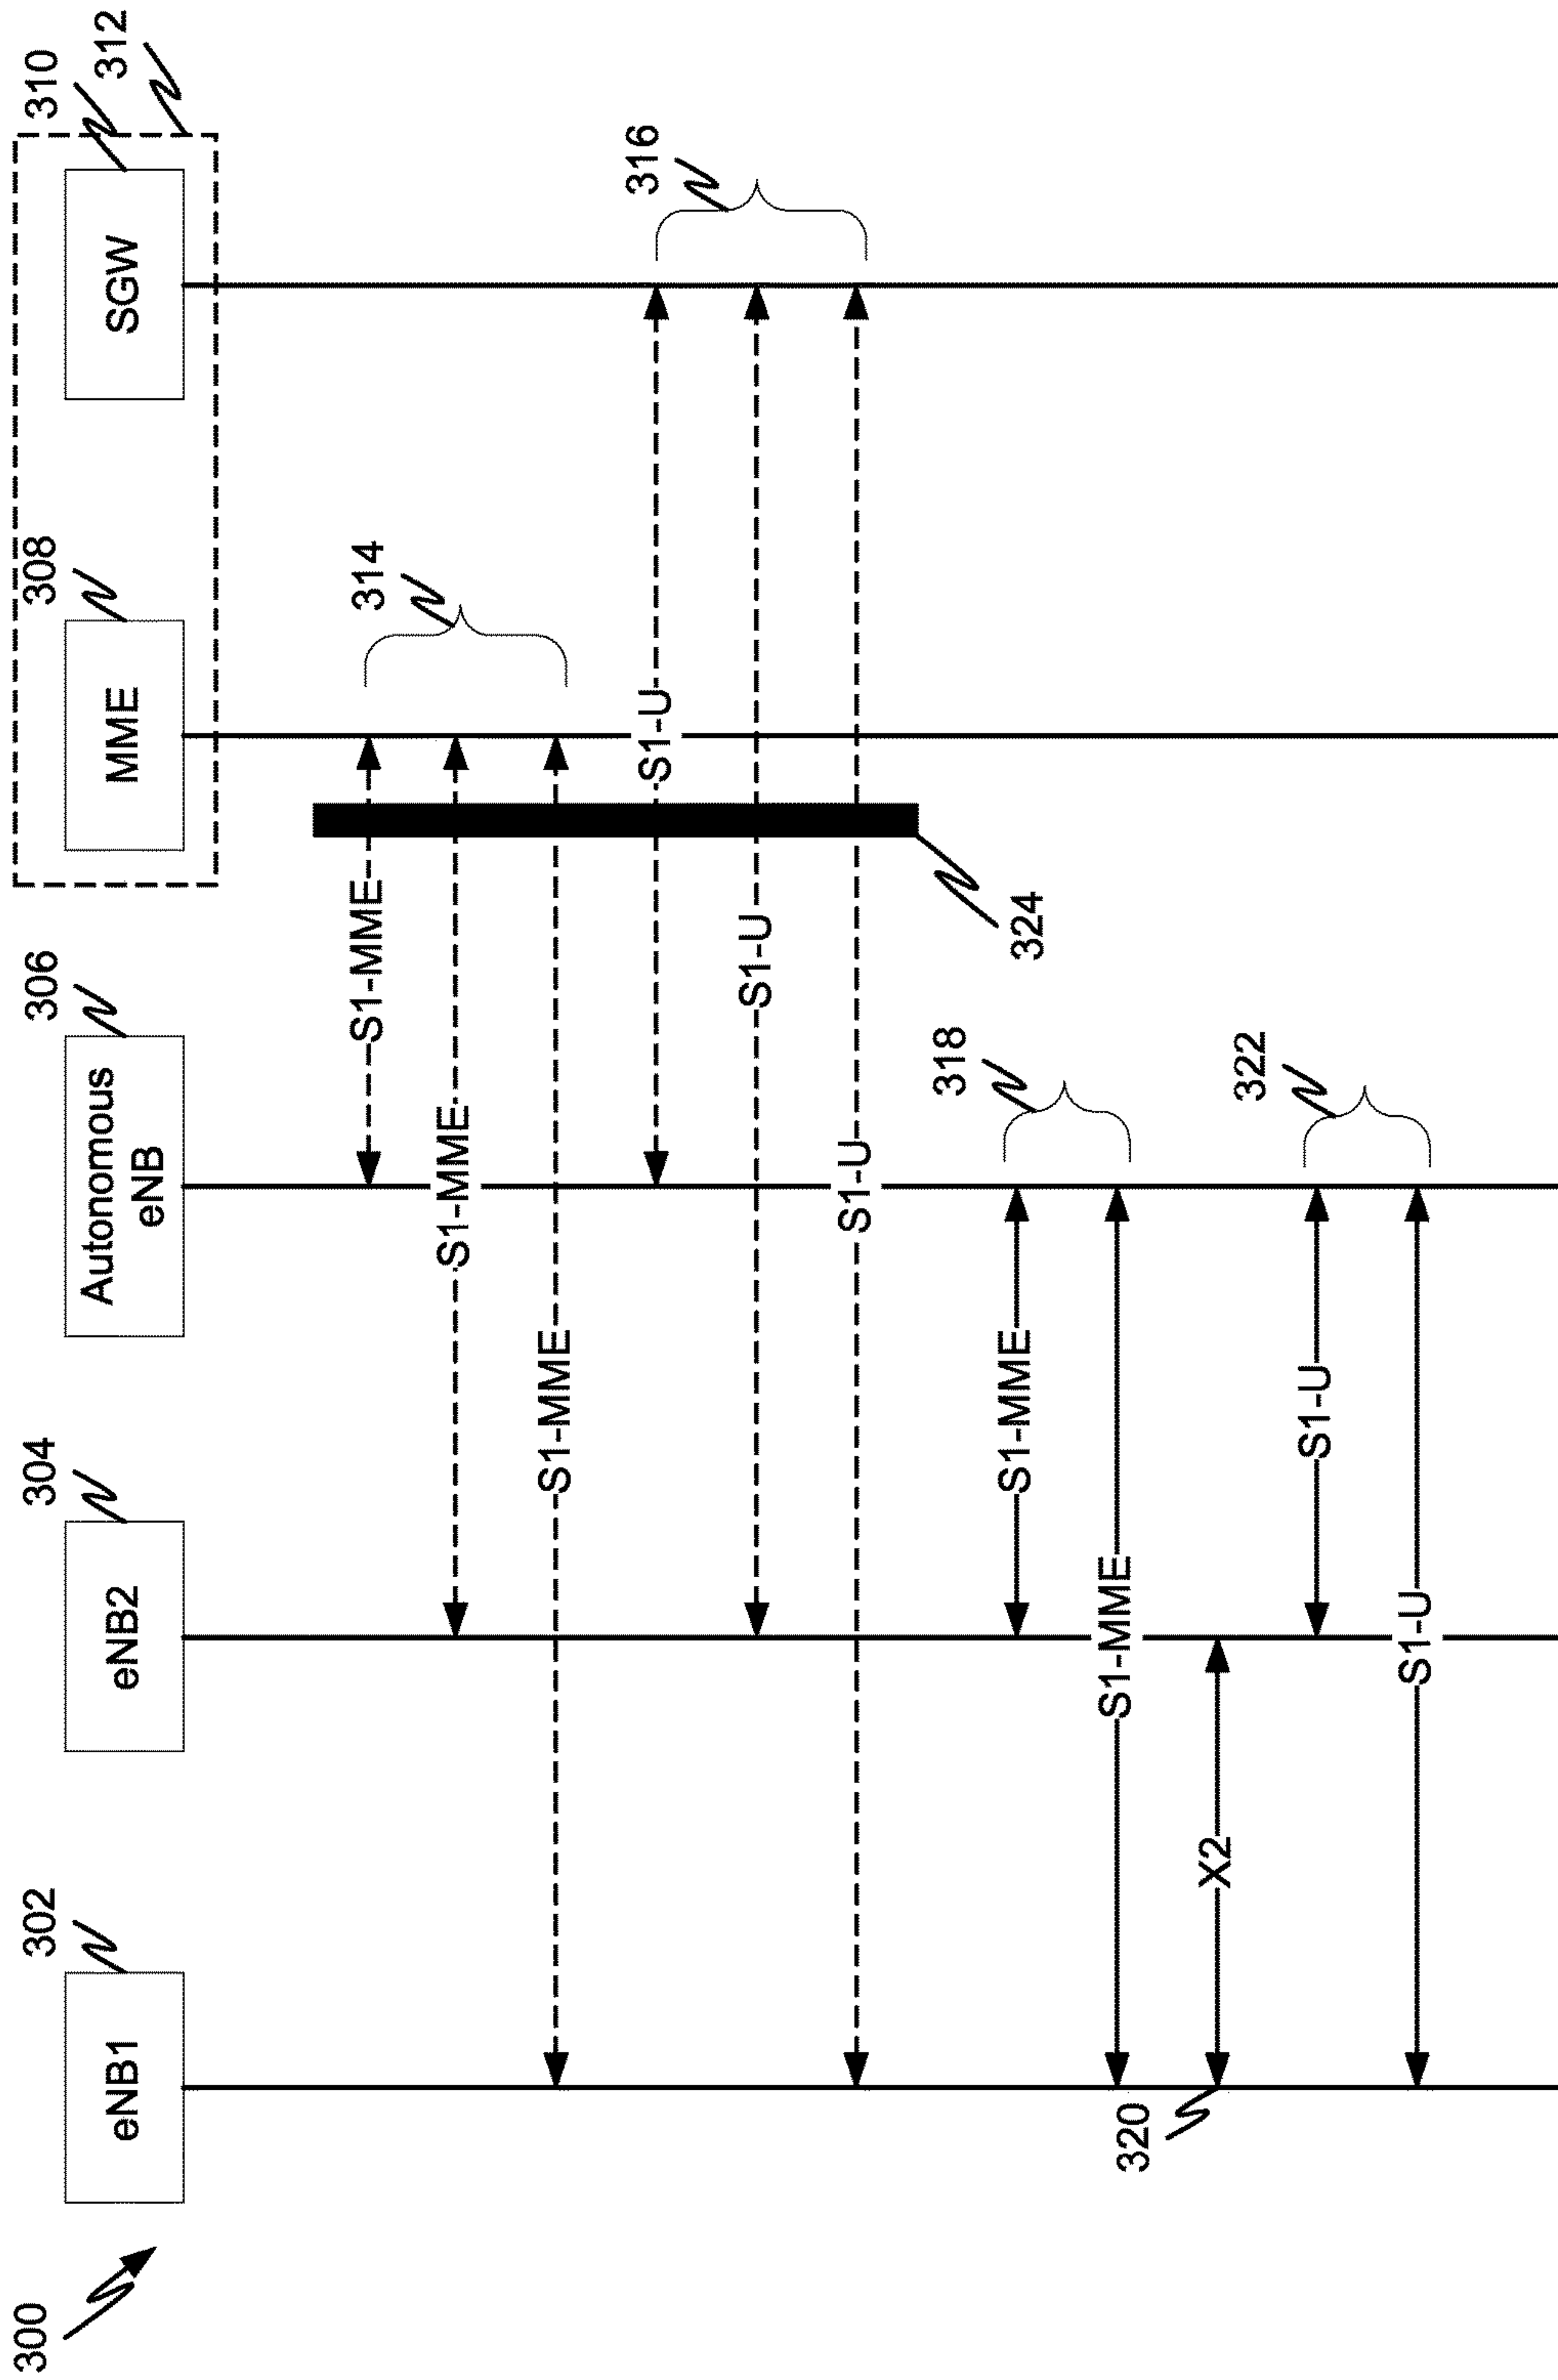 300
302
304
306
308
310
312
eNB1
eNB2
Autonomous
eNB
MME
SGW
S1-MME
314
S1-MME
S1-MME
S1-U
316
S1-U
S1-U
324
S1-MME
318
S1-MME
320
X2
S1-U
322
S1-U